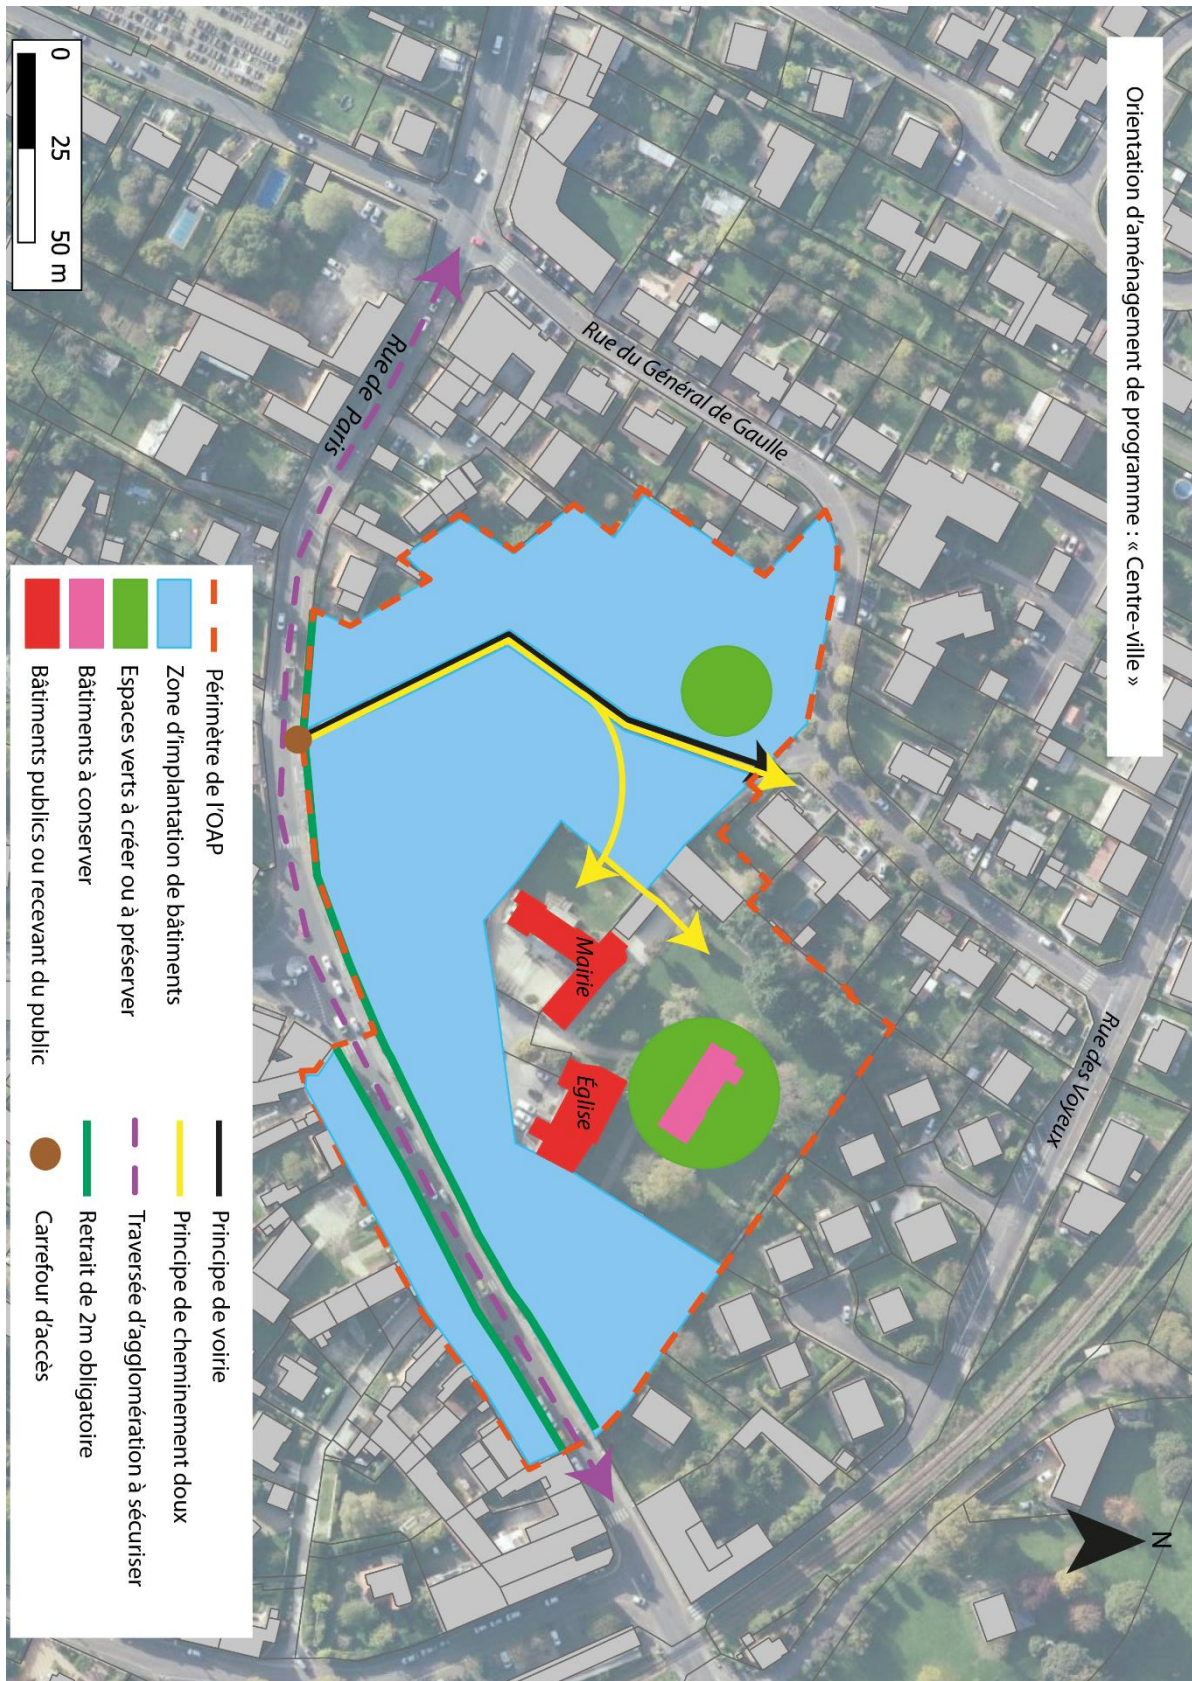 Orientation d'aménagement de programme : « Centre-ville »
N
Rue des Voyeux
Rue du Général de Gaulle
Mairie
Église
Rue de Paris
Périmètre de l'OAP
Zone d'implantation de bâtiments
Espaces verts à créer ou à préserver
Bâtiments à conserver
Bâtiments publics ou recevant du public
Principe de voirie
Principe de cheminement doux
Traversée d'agglomération à sécuriser
Retrait de 2m obligatoire
Carrefour d'accès
0 25 50 m